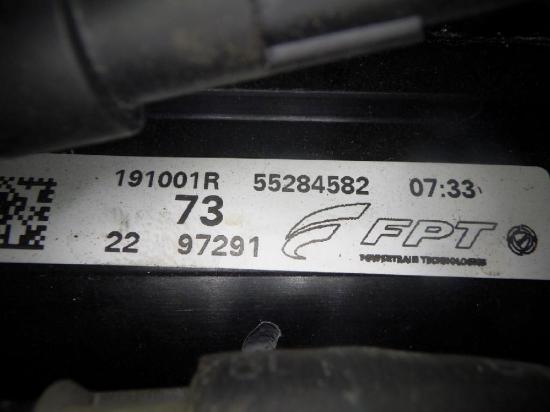 191001R 55284582 07:33
73
22 97291
FPT
POWERTRAIN TECHNOLOGIES